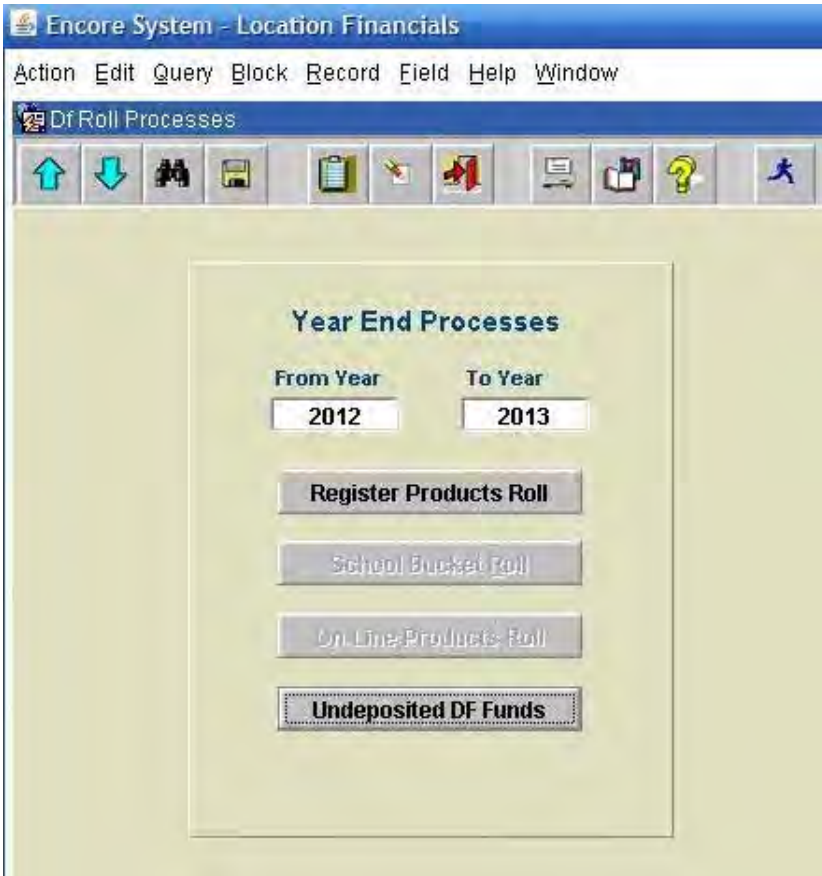 Encore System - Location Financials
Action Edit Query Block Record Field Help Window
Df Roll Processes
Year End Processes
From Year To Year
2012 2013
Register Products Roll
School Bucket Roll
On Line Products Roll
Undeposited DF Funds